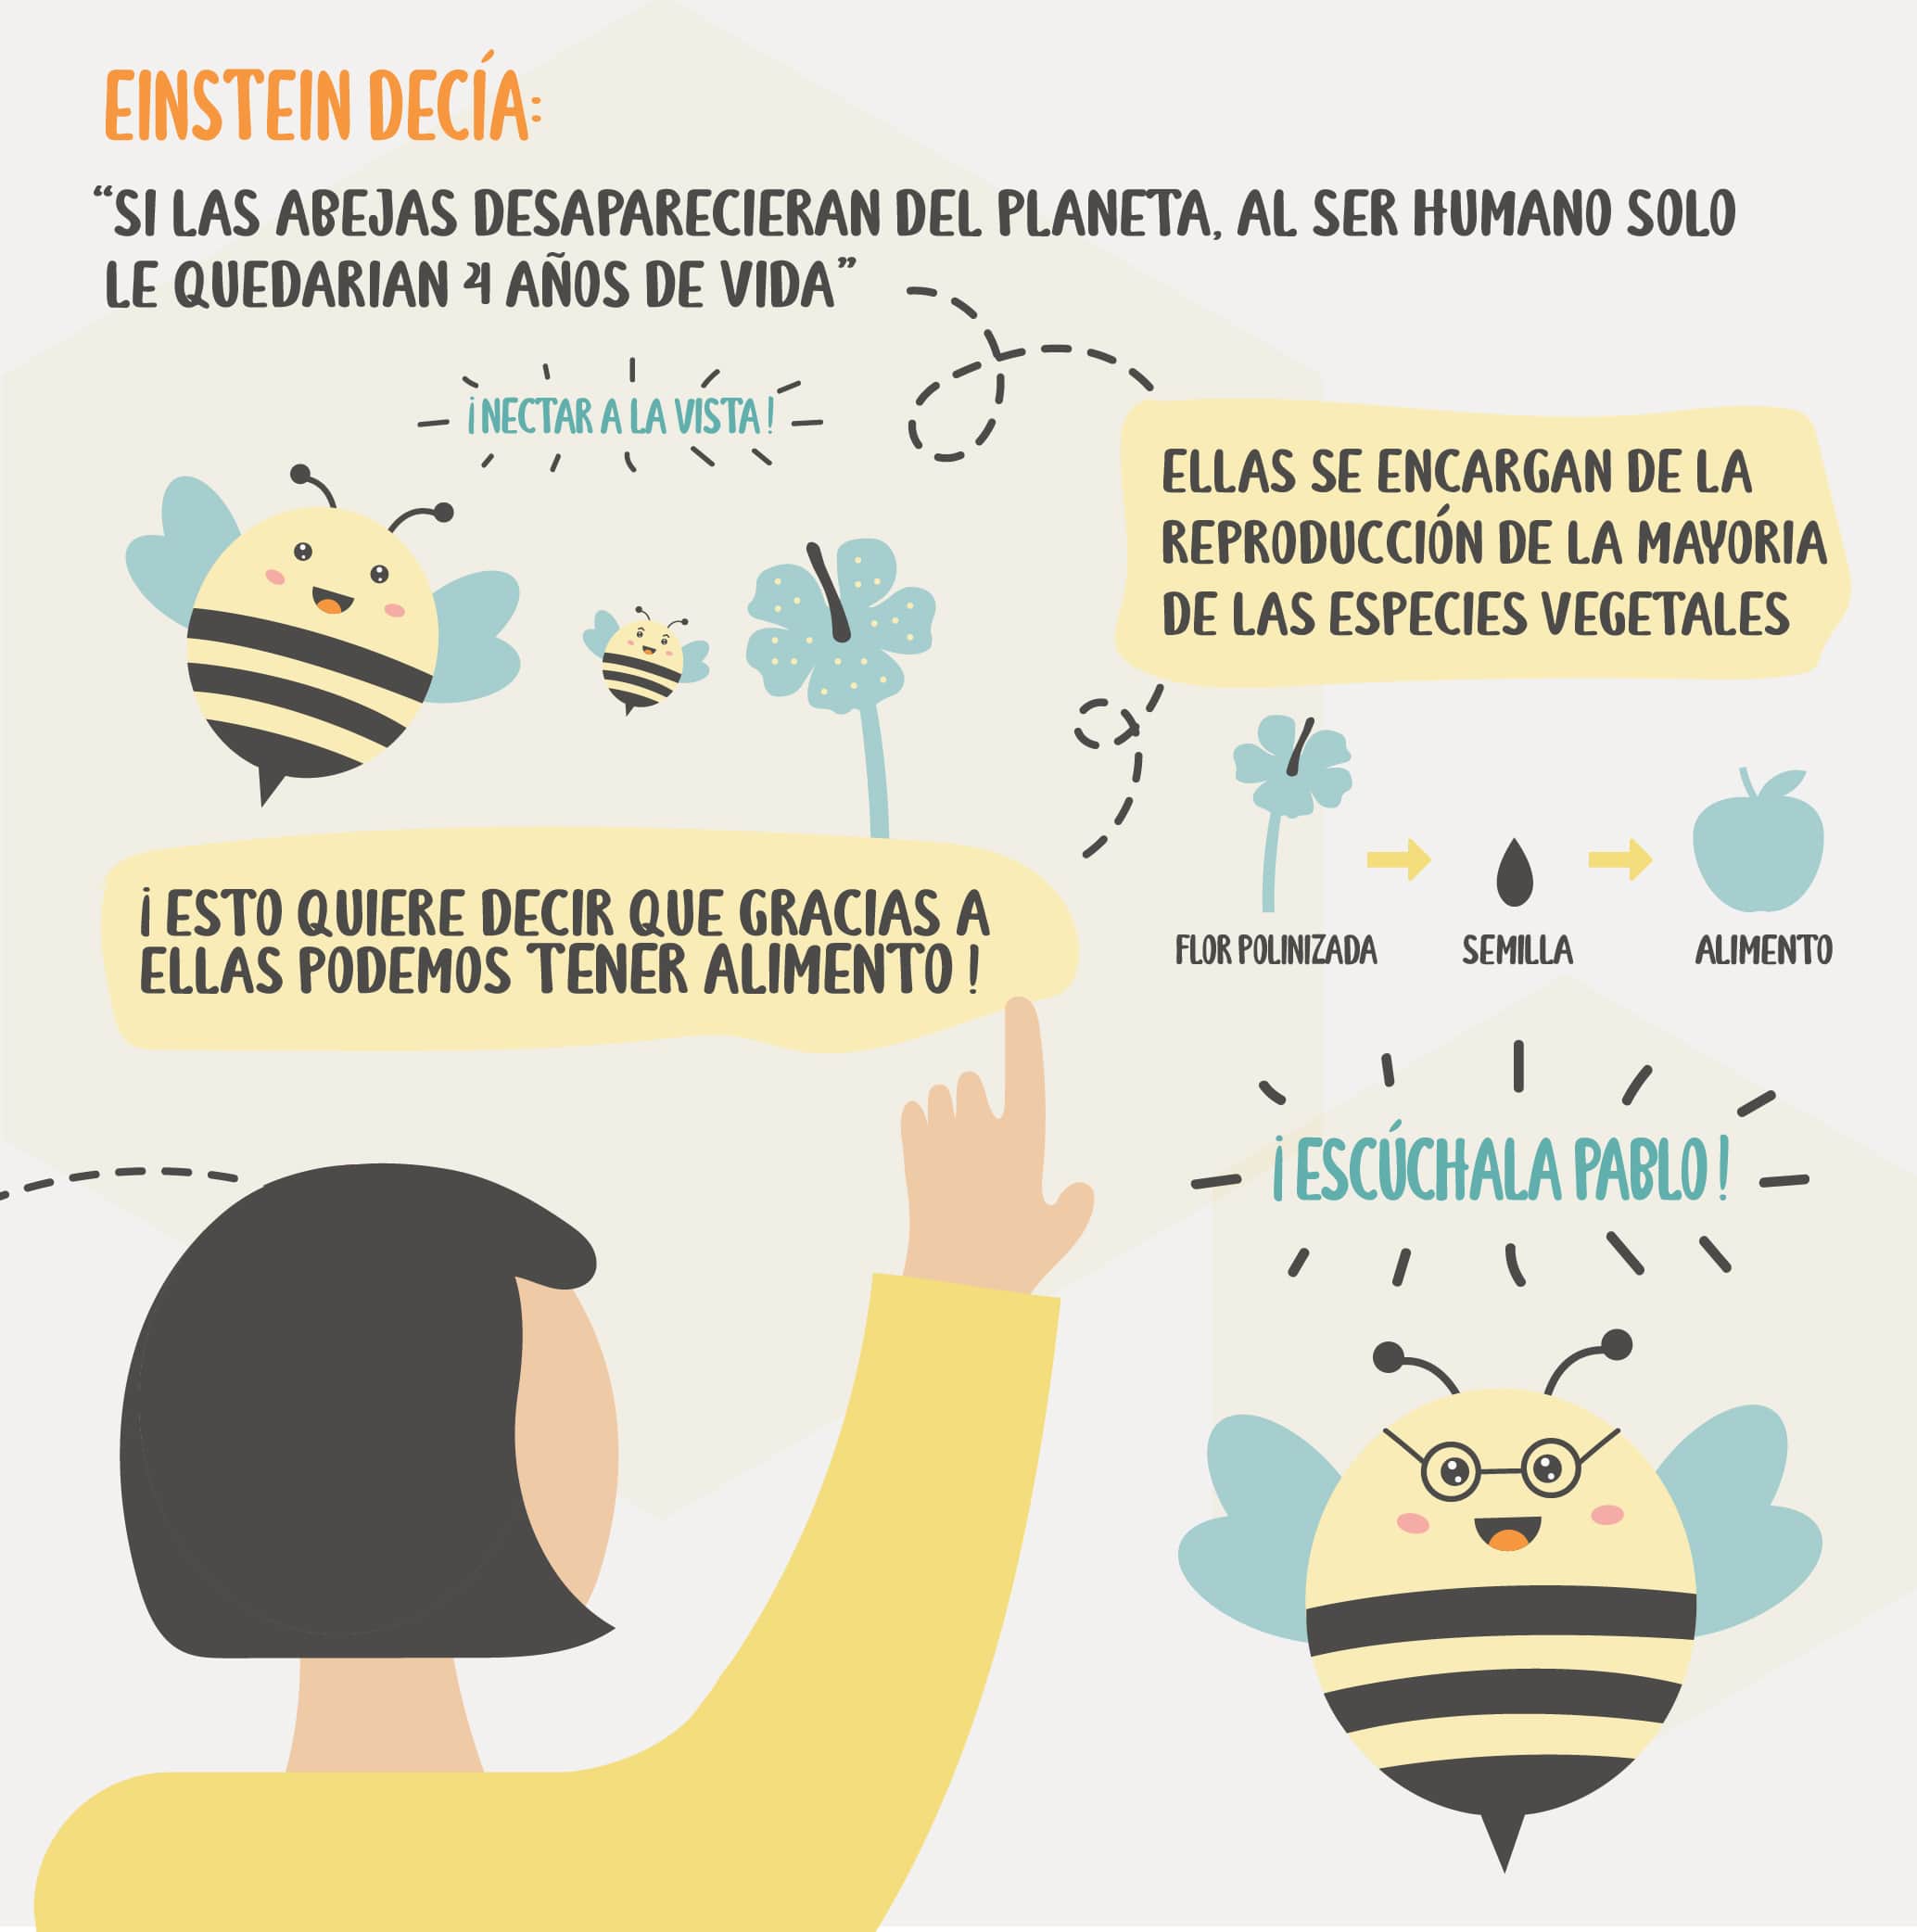 EINSTEIN DECÍA:
“SI LAS ABEJAS DESAPARECIERAN DEL PLANETA, AL SER HUMANO SOLO
LE QUEDARIAN 4 AÑOS DE VIDA”
¡NECTAR A LA VISTA!
ELLAS SE ENCARGAN DE LA
REPRODUCCIÓN DE LA MAYORIA
DE LAS ESPECIES VEGETALES
FLOR POLINIZADA
SEMILLA
ALIMENTO
¡ESTO QUIERE DECIR QUE GRACIAS A
ELLAS PODEMOS TENER ALIMENTO!
¡ESCÚCHALA PABLO!